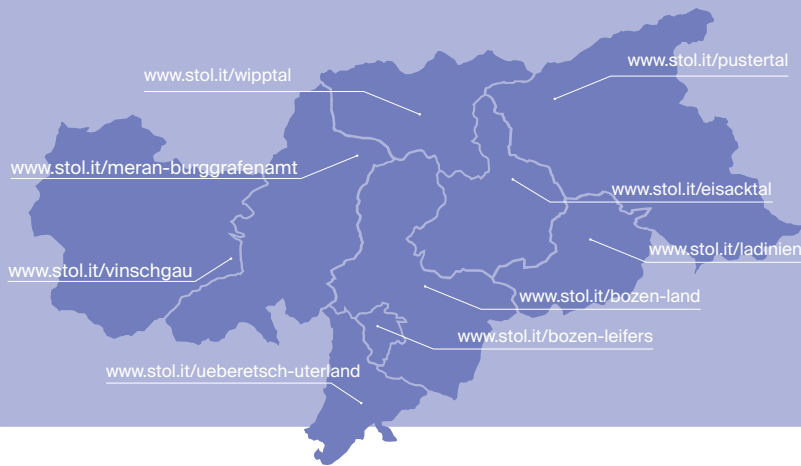 www.stol.it/pustertal
www.stol.it/wipptal
www.stol.it/meran-burggrafenamt
www.stol.it/eisacktal
www.stol.it/ladinien
www.stol.it/vinschgau
www.stol.it/bozen-land
www.stol.it/bozen-leifers
www.stol.it/ueberetsch-uterland